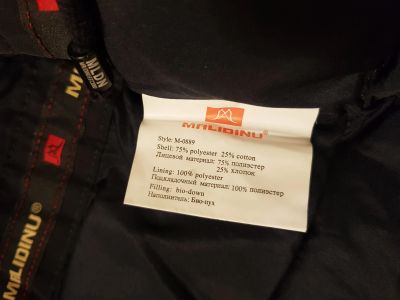 MLDN
MALIDINU®
Style: M-0889
Shell: 75% polyester 25% cotton
Лицевой материал: 75% полиэстер
25% хлопок
Lining: 100% polyester
Подкладочный материал: 100% полиэстер
Filling: bio-down
Наполнитель: Био-пух
MALIDINU®